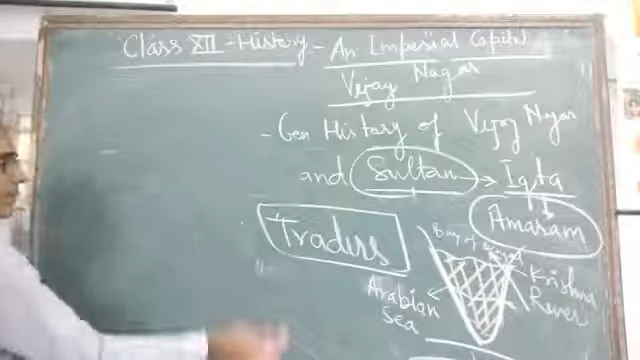 Class XII - History - An Imperial Capital
Vijay Nagar
- Gen History of Vijay Nagar
and Sultan → Iqta
Amaram
Traders
Bay of Bengal
Krishna
River
Arabian
Sea